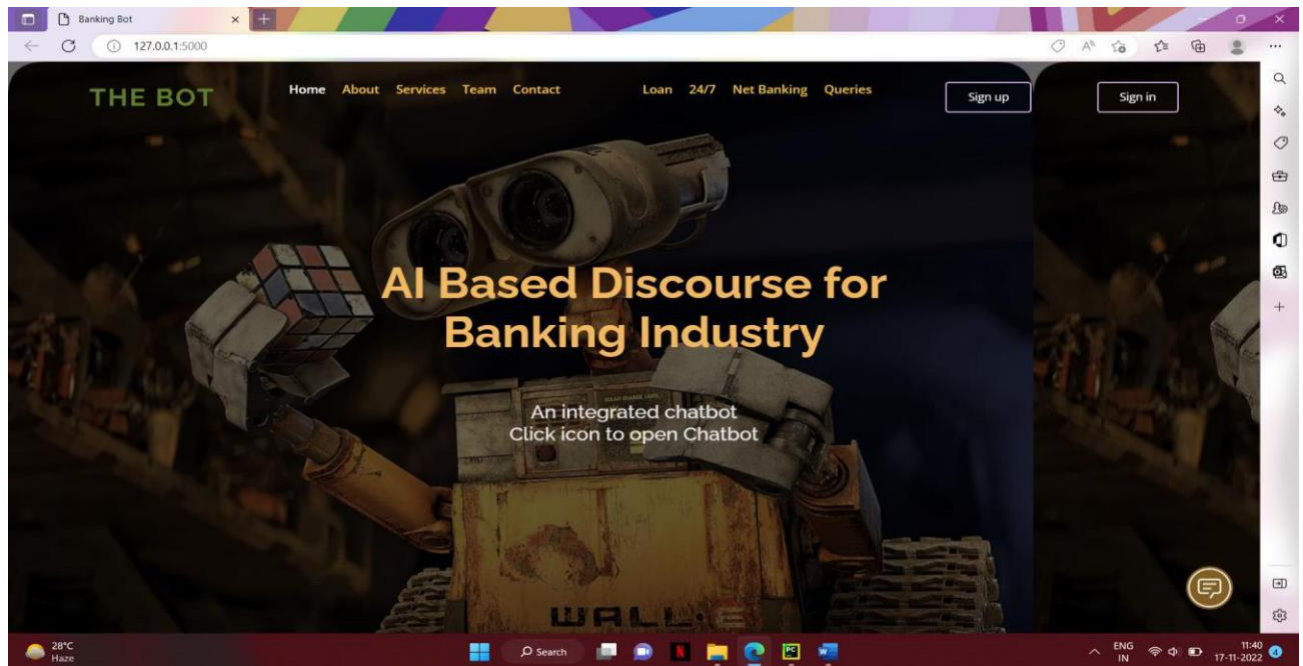 Banking Bot
127.0.0.1:5000
THE BOT
Home About Services Team Contact Loan 24/7 Net Banking Queries Sign up Sign in
AI Based Discourse for
Banking Industry
An integrated chatbot
Click icon to open Chatbot
WALL·E
28°C
Haze
Search
ENG
IN
11:40
17-11-2022
4